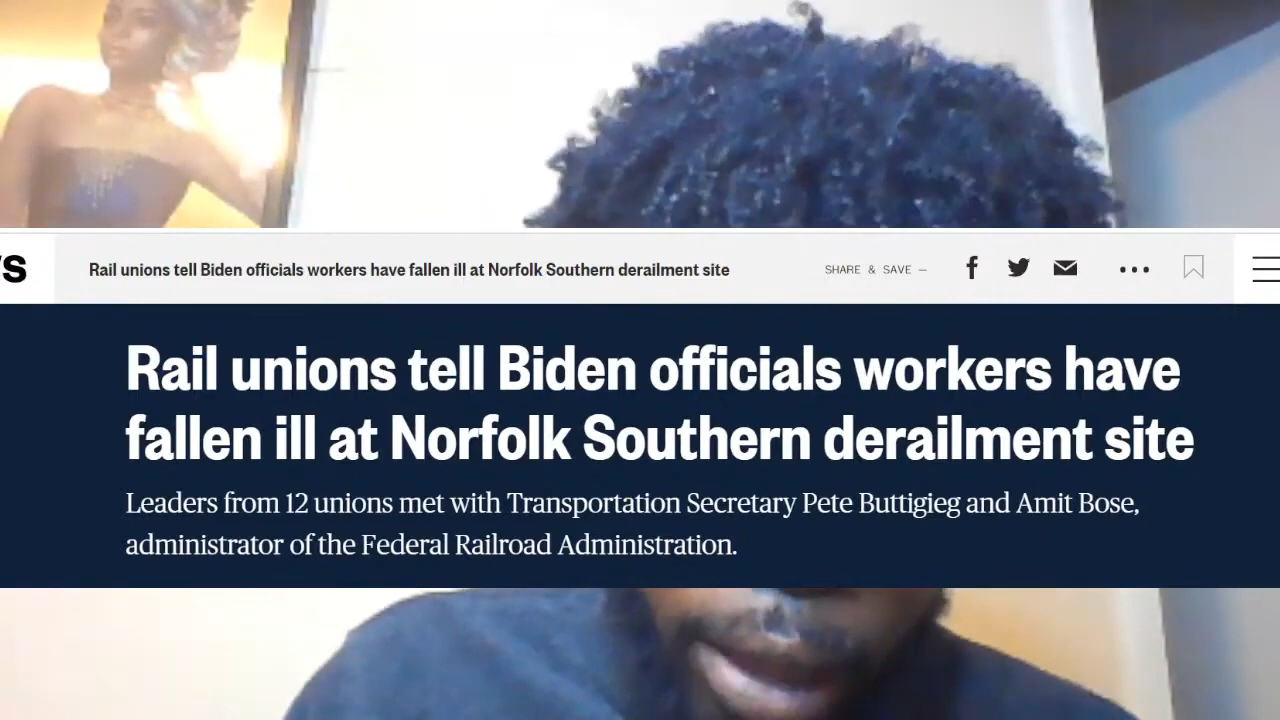 Rail unions tell Biden officials workers have fallen ill at Norfolk Southern derailment site
SHARE & SAVE —
Rail unions tell Biden officials workers have
fallen ill at Norfolk Southern derailment site
Leaders from 12 unions met with Transportation Secretary Pete Buttigieg and Amit Bose,
administrator of the Federal Railroad Administration.